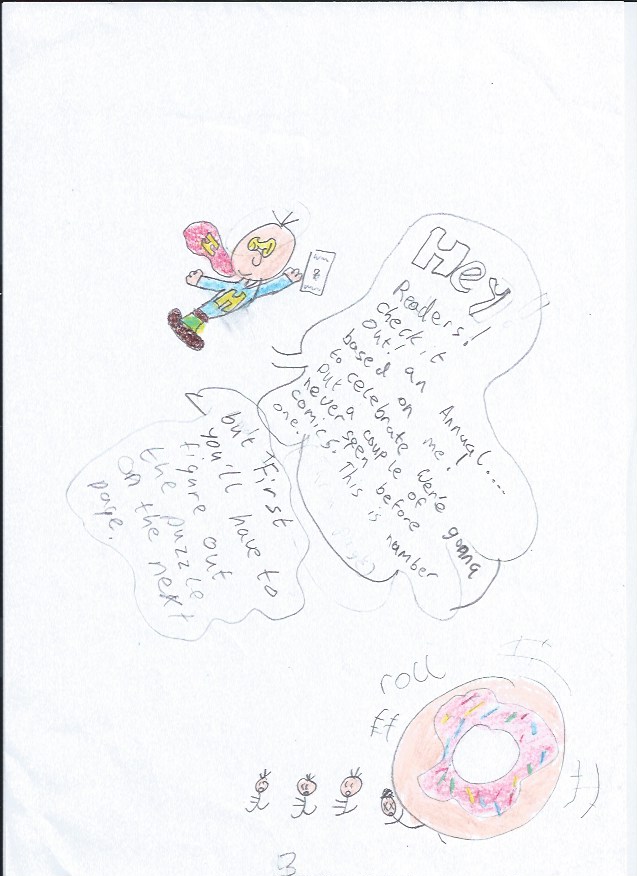 Hey
Readers!
check it
out! an Annual....
based on me!
to celebrate we're gonna
put a couple of
never seen before
comics. This is number
one.
H
H
but First
you'll have to
figure out
the puzzle
on the next
page.
roll
3